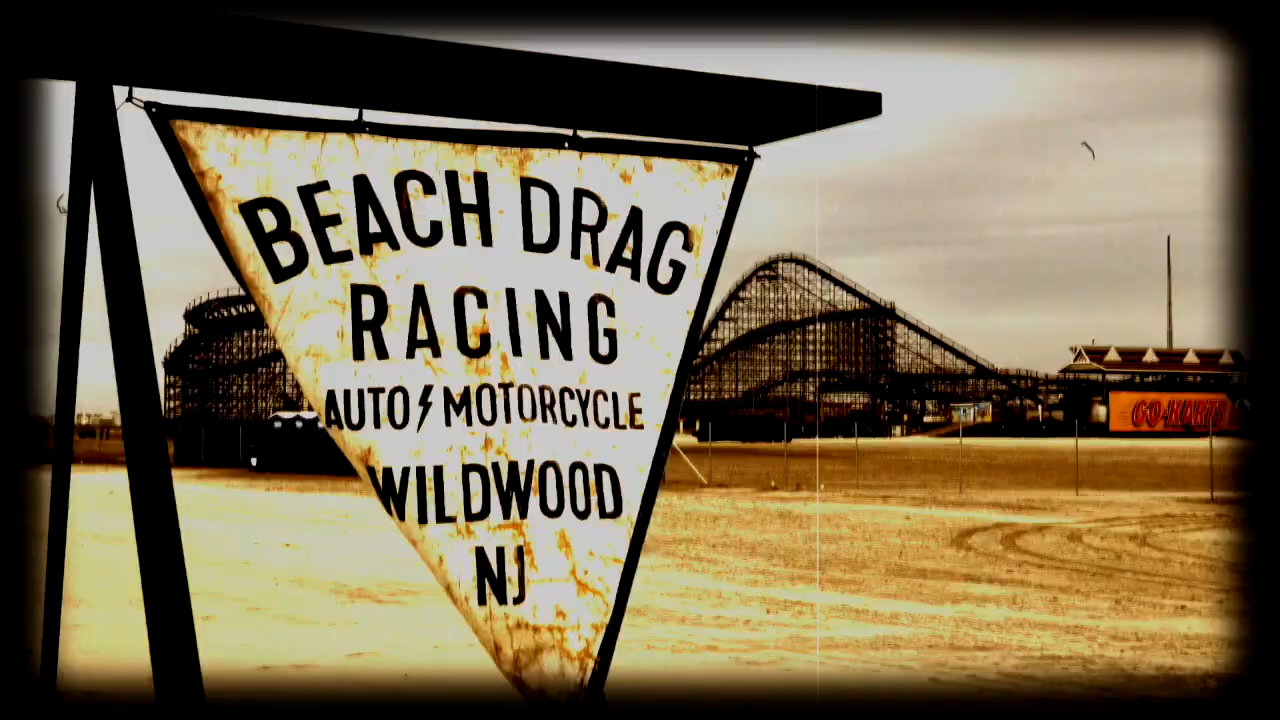 BEACH DRAG
RACING
AUTO MOTORCYCLE
WILDWOOD
NJ
GO-KARTS